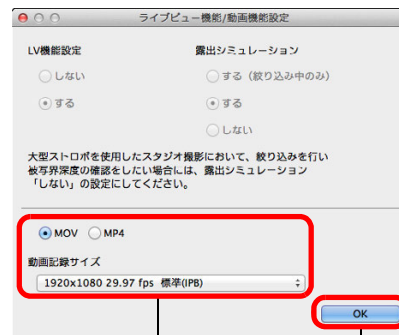 ライブビュー機能/動画機能設定
LV機能設定
露出シミュレーション
しない
する（絞り込み中のみ）
する
する
しない
大型ストロボを使用したスタジオ撮影において、絞り込みを行い
被写界深度の確認をしたい場合には、露出シミュレーション
「しない」の設定にしてください。
MOV MP4
動画記録サイズ
1920x1080 29.97 fps 標準(IPB)
OK